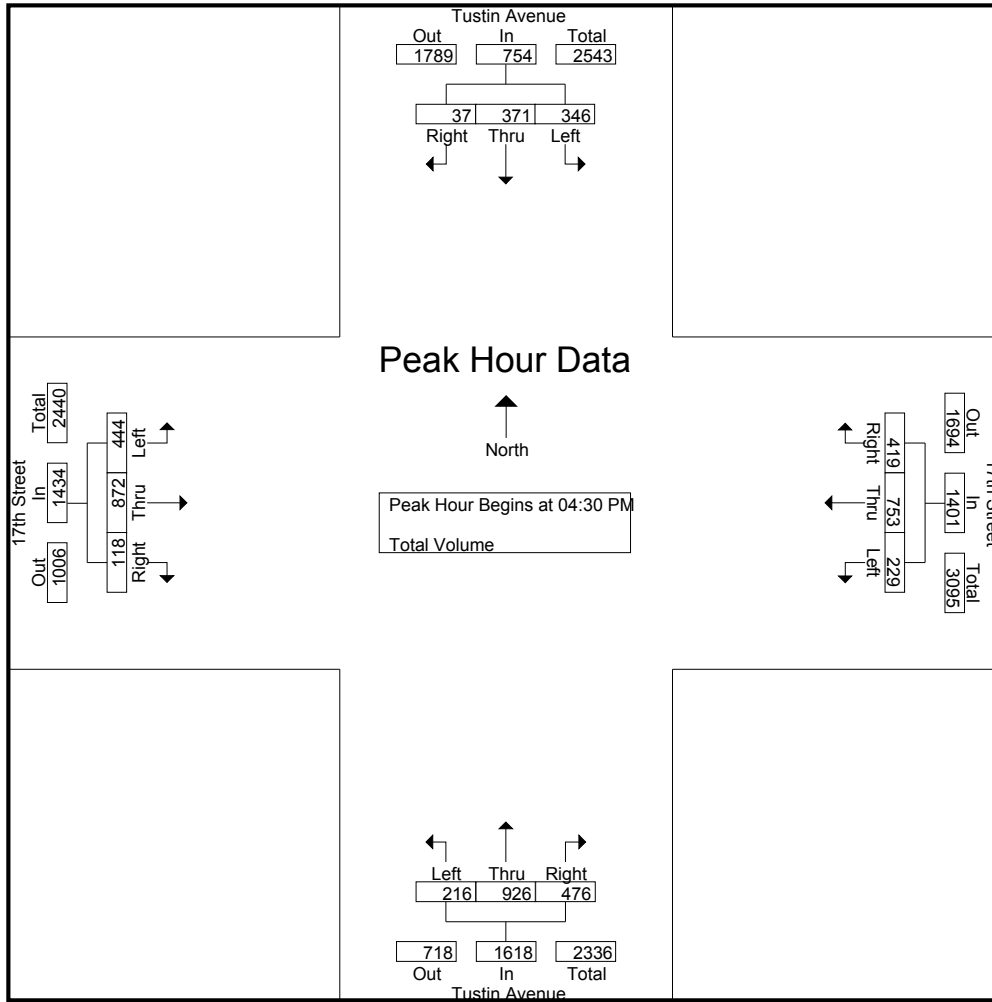 Tustin Avenue
Out In Total
1789 754 2543
37 371 346
Right Thru Left
Peak Hour Data
North
Peak Hour Begins at 04:30 PM
Total Volume
17th Street
Total In Out
2440 1434 1006
444 872 118
Left Thru Right
17th Street
Out In Total
1694 1401 3095
419 753 229
Right Thru Left
Left Thru Right
216 926 476
718 1618 2336
Out In Total
Tustin Avenue